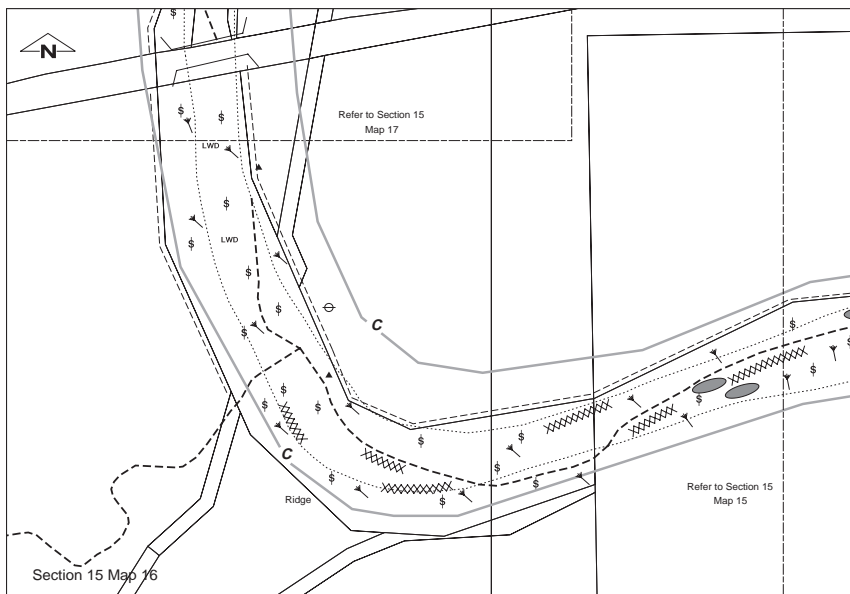 N
Refer to Section 15
Map 17
LWD
LWD
C
C
Ridge
Refer to Section 15
Map 15
Section 15 Map 16